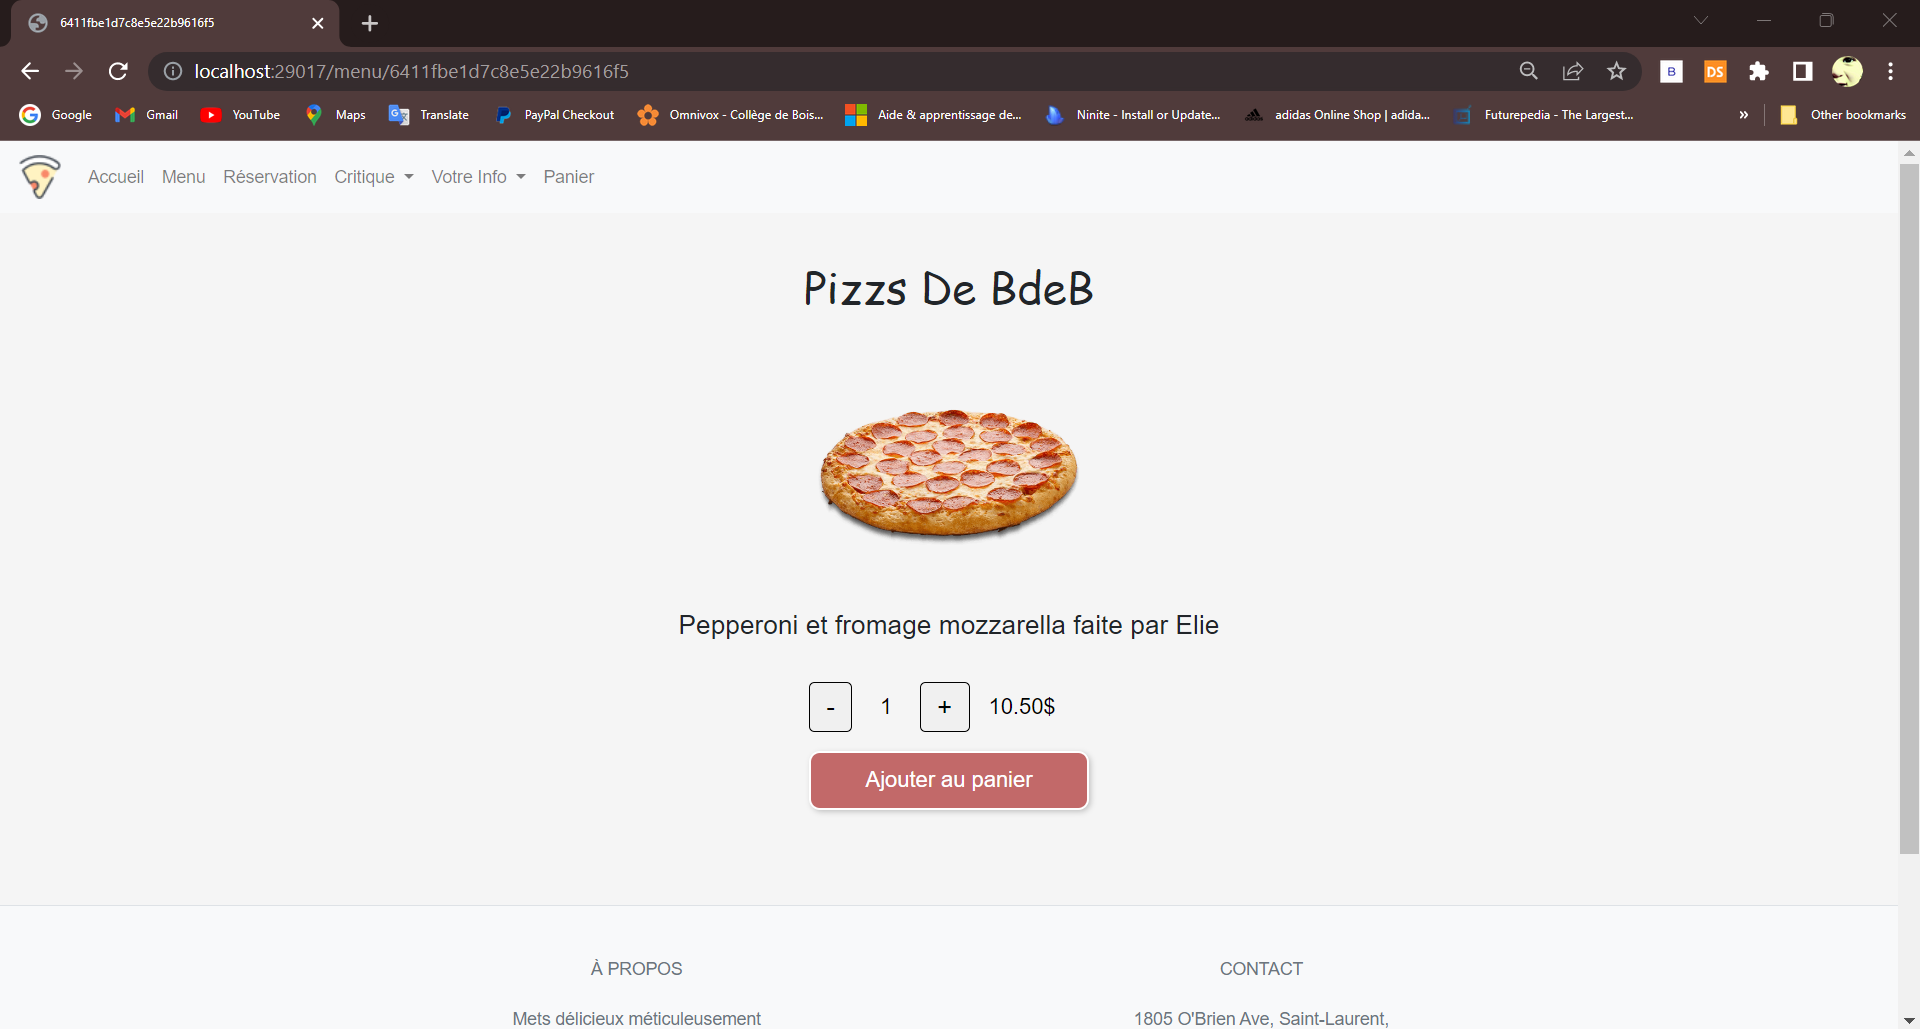 6411fbe1d7c8e5e22b9616f5
localhost:29017/menu/6411fbe1d7c8e5e22b9616f5
B
DS
Google Gmail YouTube Maps Translate PayPal Checkout Omnivox - Collège de Bois... Aide & apprentissage de... Ninite - Install or Update... adidas Online Shop | adida... Futurepedia - The Largest... » Other bookmarks
Accueil Menu Réservation Critique Votre Info Panier
Pizzs De BdeB
Pepperoni et fromage mozzarella faite par Elie
- 1 + 10.50$
Ajouter au panier
À PROPOS
Mets délicieux méticuleusement
CONTACT
1805 O'Brien Ave, Saint-Laurent,